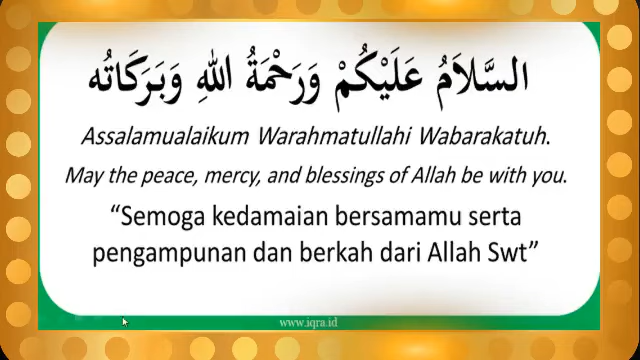 السَّلاَمُ عَلَيْكُمْ وَرَحْمَةُ اللهِ وَبَرَكَاتُه
Assalamualaikum Warahmatullahi Wabarakatuh.
May the peace, mercy, and blessings of Allah be with you.
“Semoga kedamaian bersamamu serta
pengampunan dan berkah dari Allah Swt”
www.iqra.id